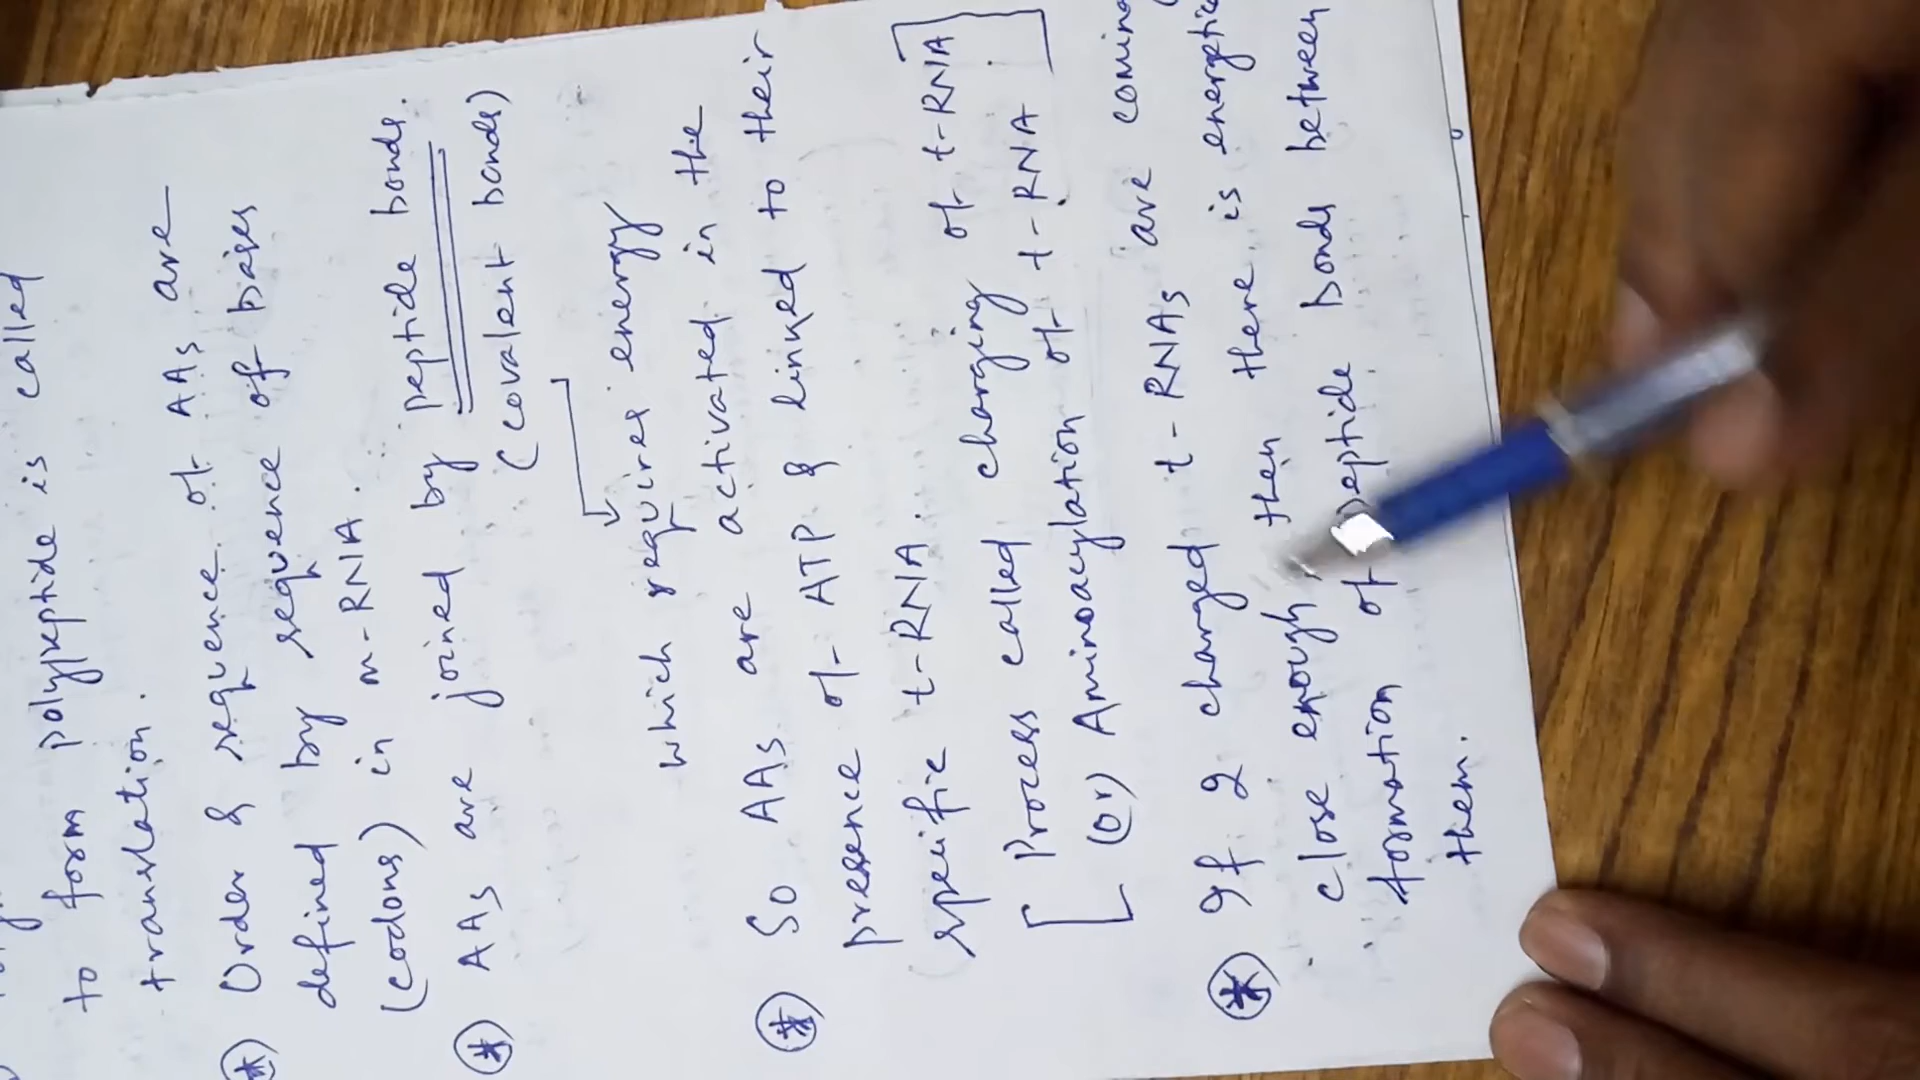 to form polypeptide is called
translation.
Order & sequence of AAs are
defined by sequence of bases
(codons) in m-RNA.
AAs are joined by peptide bonds.
(covalent bonds)
which requires energy
So AAs are activated in the
presence of ATP & linked to their
specific t-RNA.
[Process called charging of t-RNA
(or) Aminoacylation of t-RNA]
If 2 charged t-RNAs are coming
close enough, then there is energetic
formation of peptide bonds between
them.